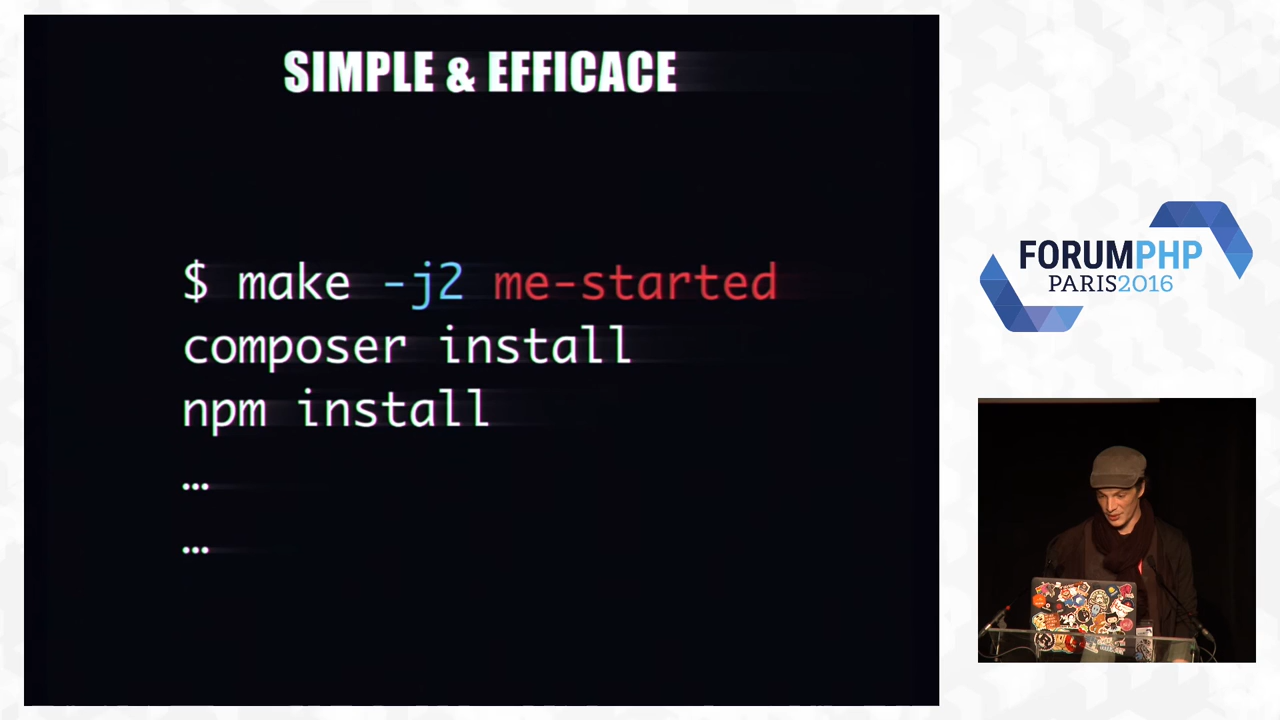 SIMPLE & EFFICACE
$ make -j2 me-started
composer install
npm install
…
…
FORUMPHP
PARIS2016